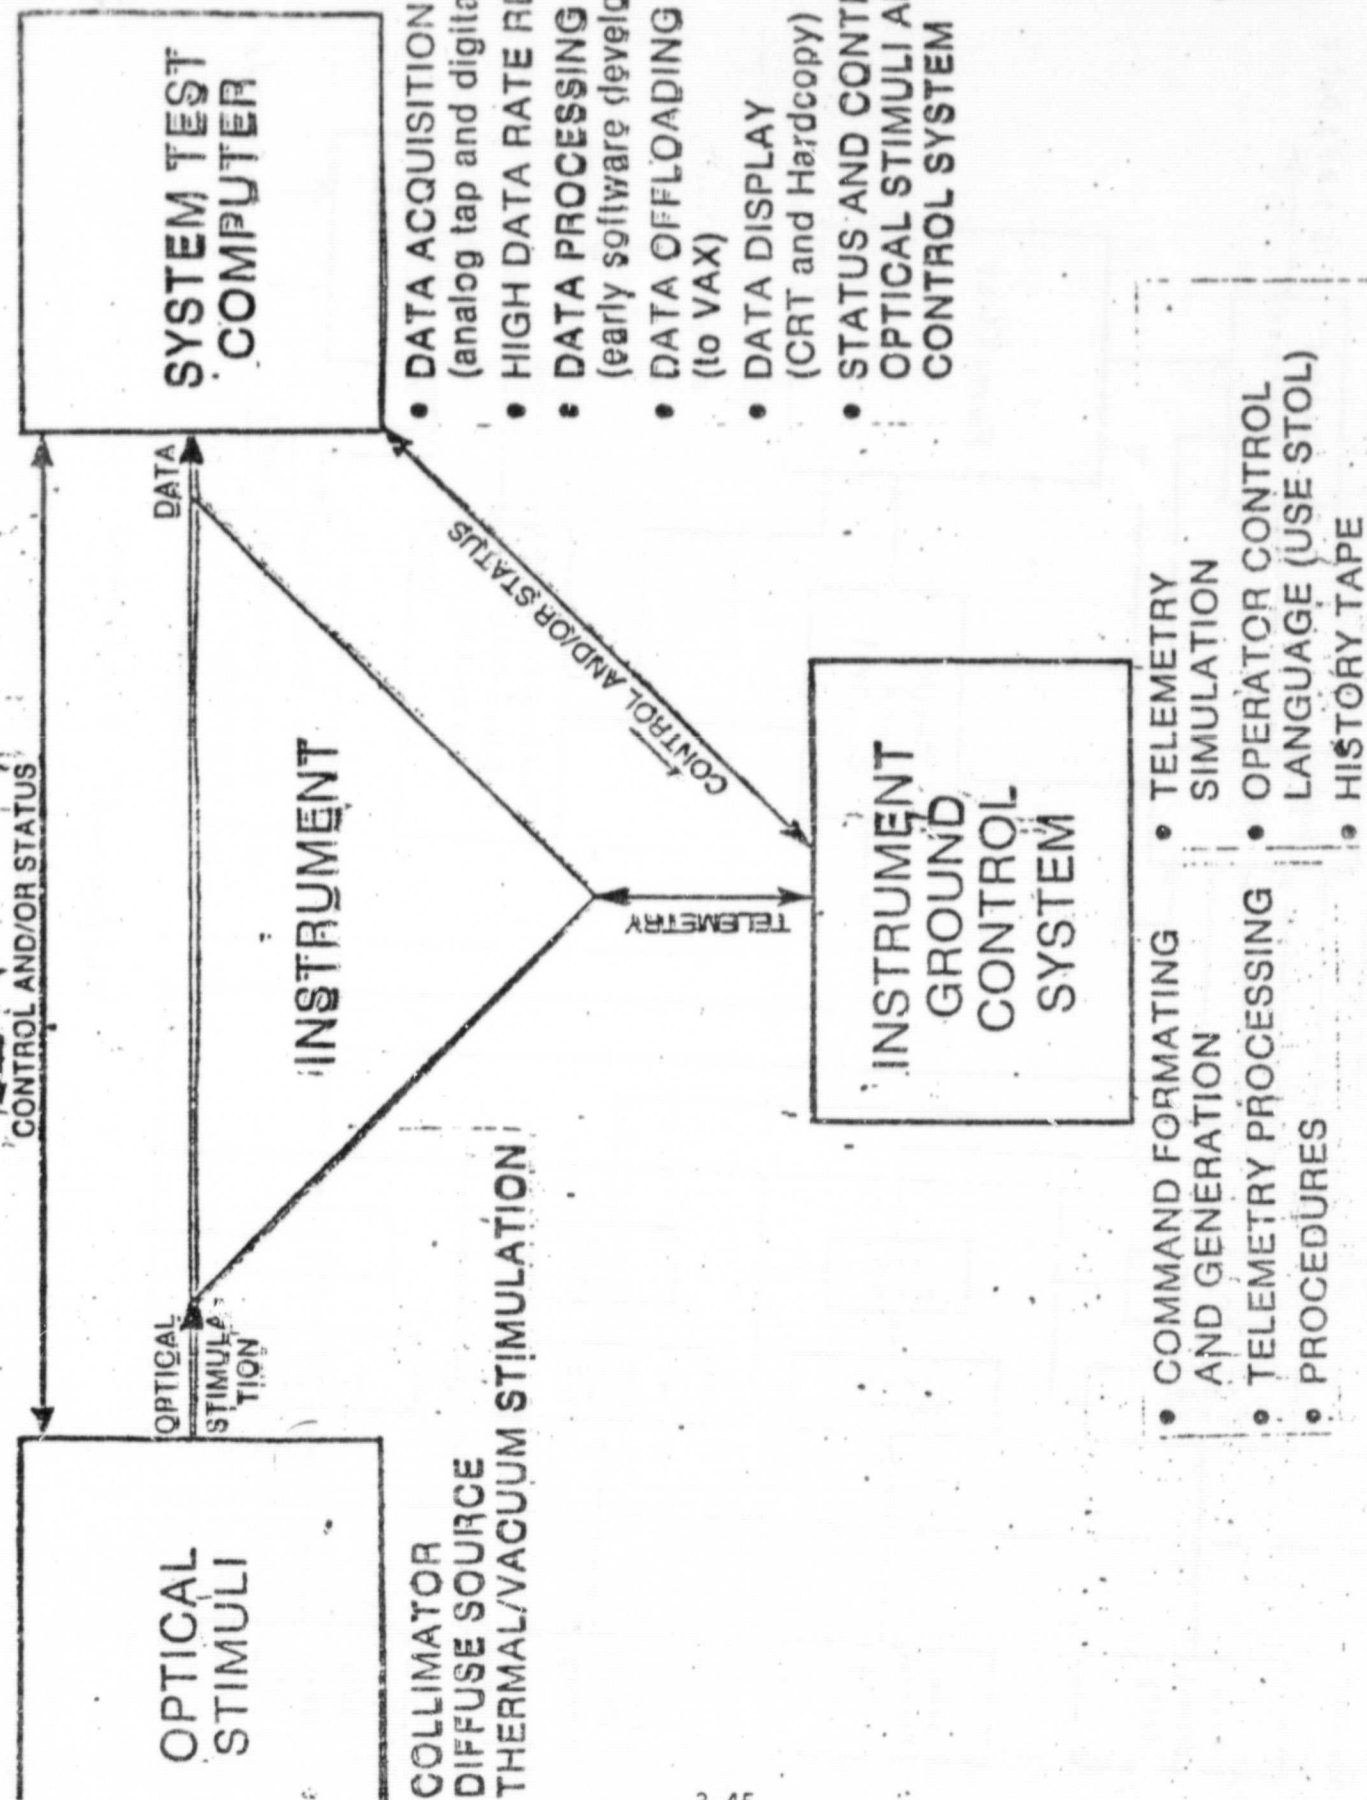 CONTROL AND/OR STATUS
OPTICAL
STIMULI
OPTICAL
STIMULA
TION
INSTRUMENT
DATA
SYSTEM TEST
COMPUTER
COLLIMATOR
DIFFUSE SOURCE
THERMAL/VACUUM STIMULATION
TELEMETRY
CONTROL AND/OR STATUS
• DATA ACQUISITION
(analog tap and
• HIGH DATA RATE
• DATA PROCESSING
(early software
• DATA OFFLOADING
(to VAX)
• DATA DISPLAY
(CRT and Hardcopy)
• STATUS AND
OPTICAL STIMULI
CONTROL SYSTEM
INSTRUMENT
GROUND
CONTROL
SYSTEM
• COMMAND FORMATING
AND GENERATION
• TELEMETRY PROCESSING
• PROCEDURES
• TELEMETRY
SIMULATION
• OPERATOR CONTROL
LANGUAGE (USE STOL)
• HISTORY TAPE